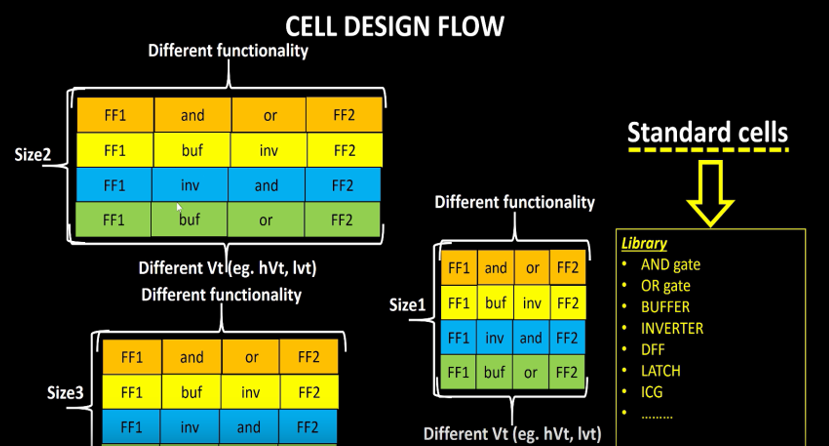 CELL DESIGN FLOW
Different functionality
Size2
FF1 and or FF2
FF1 buf inv FF2
FF1 inv and FF2
FF1 buf or FF2
Different Vt (eg. hVt, lvt)
Different functionality
Size3
FF1 and or FF2
FF1 buf inv FF2
FF1 inv and FF2
Different functionality
Size1
FF1 and or FF2
FF1 buf inv FF2
FF1 inv and FF2
FF1 buf or FF2
Different Vt (eg. hVt, lvt)
Standard cells
Library
• AND gate
• OR gate
• BUFFER
• INVERTER
• DFF
• LATCH
• ICG
• .........